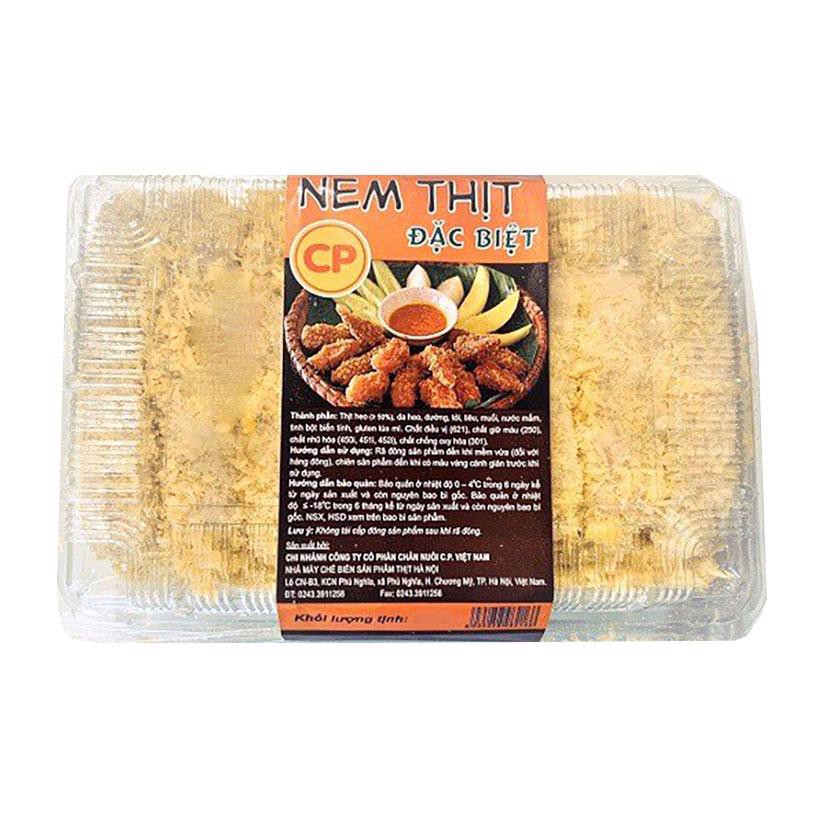 NEM THỊT
ĐẶC BIỆT
CP
Thành phần: Thịt heo (> 50%), da heo, đường, tỏi, tiêu, muối, nước mắm,
tinh bột biến tính, gluten lúa mì. Chất điều vị (621), chất giữ màu (250),
chất nhũ hóa (450i, 451i, 452i), chất chống oxy hóa (301).
Hướng dẫn sử dụng: Rã đông sản phẩm đến khi mềm vừa (đối với
hàng đông), chiên sản phẩm đến khi có màu vàng cánh gián trước khi
sử dụng.
Hướng dẫn bảo quản: Bảo quản ở nhiệt độ 0 – 4°C trong 6 ngày kể
từ ngày sản xuất và còn nguyên bao bì gốc. Bảo quản ở nhiệt
độ ≤ -18°C trong 6 tháng kể từ ngày sản xuất và còn nguyên bao bì
gốc. NSX, HSD xem trên bao bì sản phẩm.
Lưu ý: Không tái cấp đông sản phẩm sau khi rã đông.
Sản xuất bởi:
CHI NHÁNH CÔNG TY CỔ PHẦN CHĂN NUÔI C.P. VIỆT NAM
NHÀ MÁY CHẾ BIẾN SẢN PHẨM THỊT HÀ NỘI
Lô CN-B3, KCN Phú Nghĩa, xã Phú Nghĩa, H. Chương Mỹ, TP. Hà Nội, Việt Nam.
ĐT: 0243.3911256 Fax: 0243.3911258
Khối lượng tịnh: